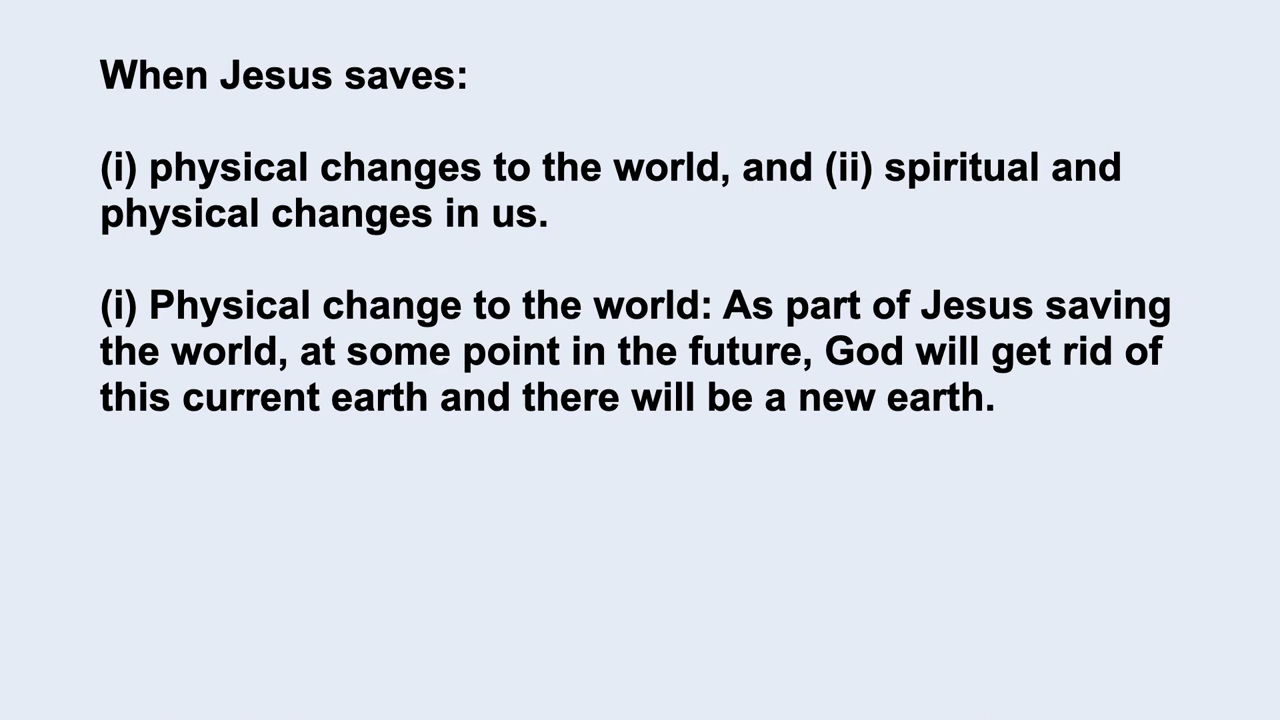 When Jesus saves:
(i) physical changes to the world, and (ii) spiritual and
physical changes in us.
(i) Physical change to the world: As part of Jesus saving
the world, at some point in the future, God will get rid of
this current earth and there will be a new earth.